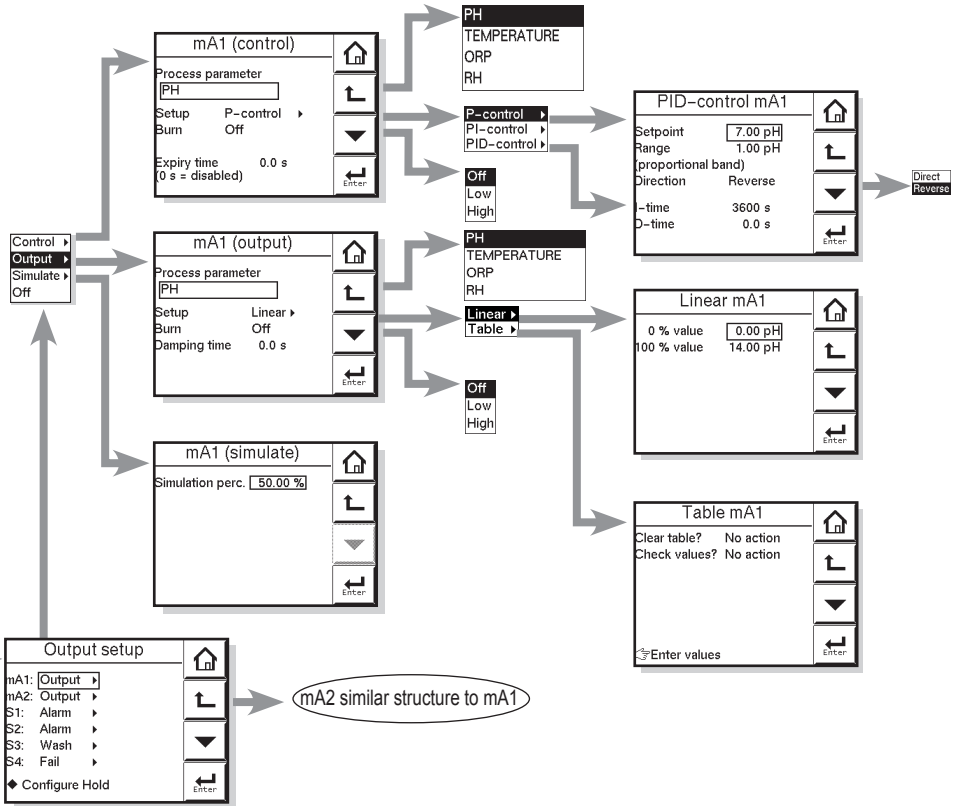 mA1 (control)
Process parameter
PH
Setup P-control
Burn Off
Expiry time 0.0 s
(0 s = disabled)
Enter
PH
TEMPERATURE
ORP
RH
P-control
PI-control
PID-control
Off
Low
High
PID-control mA1
Setpoint 7.00 pH
Range 1.00 pH
(proportional band)
Direction Reverse
I-time 3600 s
D-time 0.0 s
Enter
Direct
Reverse
Control
Output
Simulate
Off
mA1 (output)
Process parameter
PH
Setup Linear
Burn Off
Damping time 0.0 s
Enter
PH
TEMPERATURE
ORP
RH
Linear
Table
Off
Low
High
Linear mA1
0 % value 0.00 pH
100 % value 14.00 pH
Enter
mA1 (simulate)
Simulation perc. 50.00 %
Enter
Table mA1
Clear table? No action
Check values? No action
Enter values
Enter
Output setup
mA1: Output
mA2: Output
S1: Alarm
S2: Alarm
S3: Wash
S4: Fail
Configure Hold
Enter
mA2 similar structure to mA1